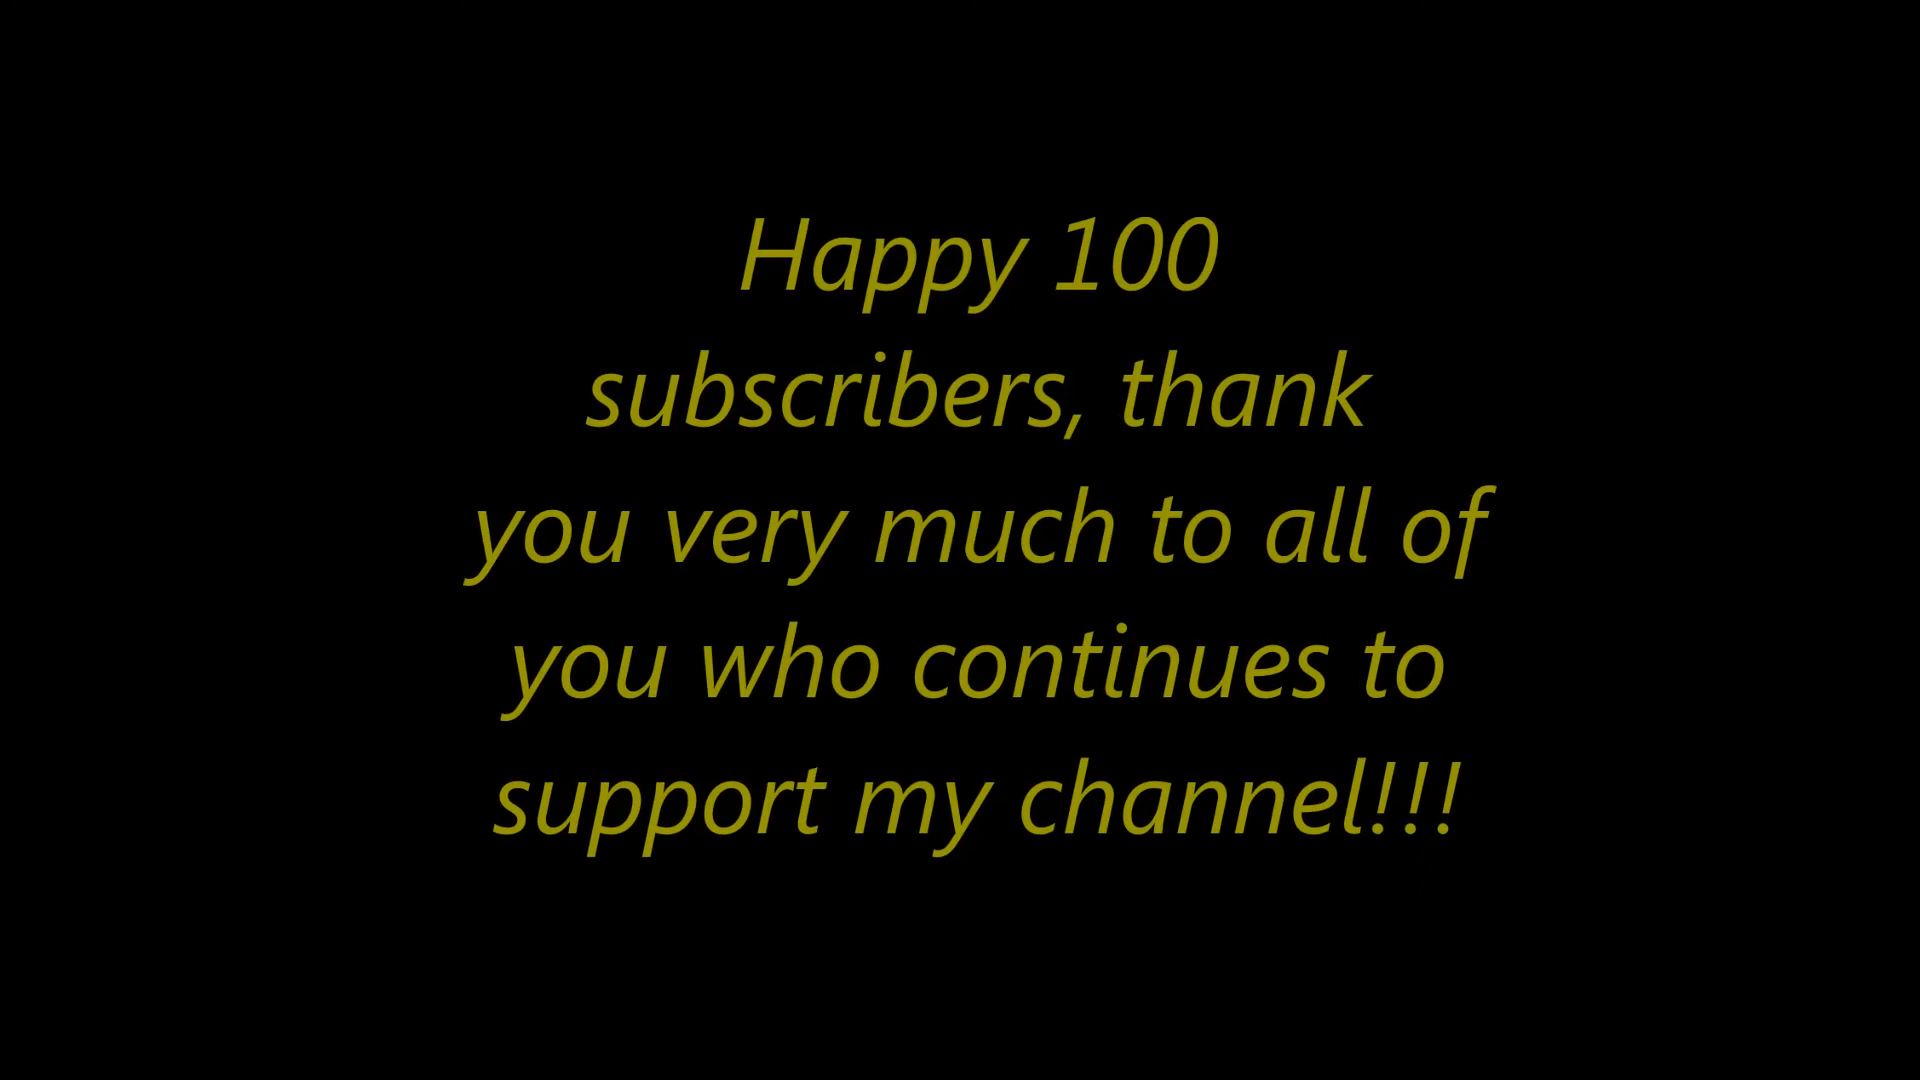 Happy 100
subscribers, thank
you very much to all of
you who continues to
support my channel!!!